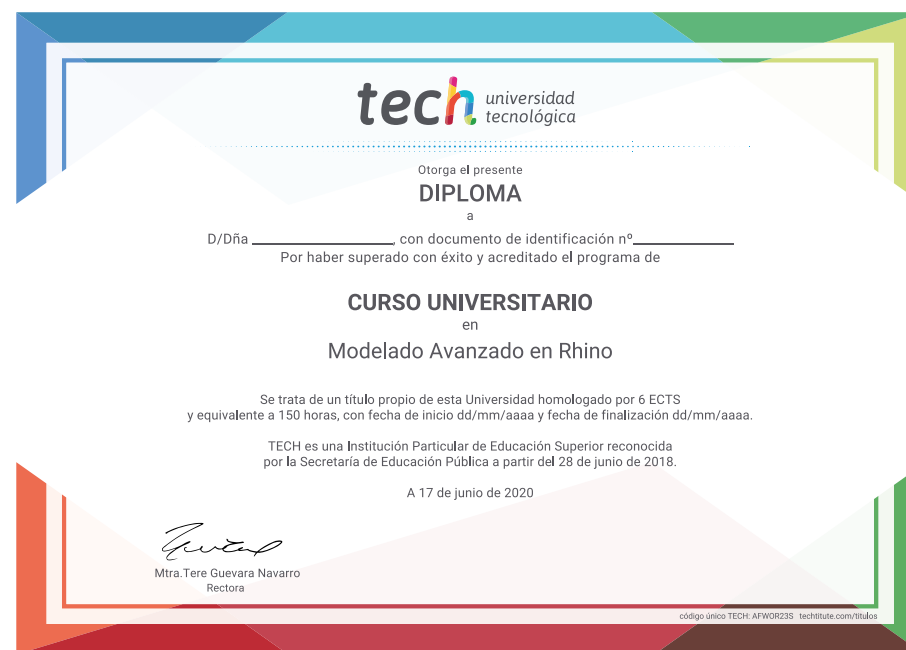 tech universidad
tecnológica
Otorga el presente
DIPLOMA
a
D/Dña ____________________, con documento de identificación nº______________
Por haber superado con éxito y acreditado el programa de
CURSO UNIVERSITARIO
en
Modelado Avanzado en Rhino
Se trata de un título propio de esta Universidad homologado por 6 ECTS
y equivalente a 150 horas, con fecha de inicio dd/mm/aaaa y fecha de finalización dd/mm/aaaa.
TECH es una Institución Particular de Educación Superior reconocida
por la Secretaría de Educación Pública a partir del 28 de junio de 2018.
A 17 de junio de 2020
Mtra.Tere Guevara Navarro
Rectora
código único TECH: AFWOR23S techtitute.com/titulos